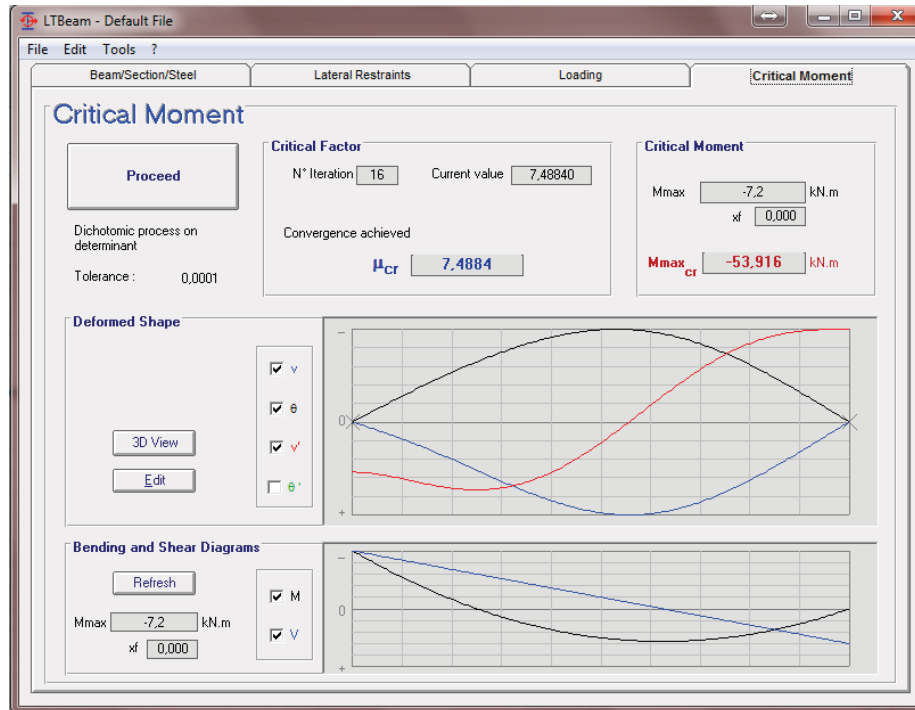 LTBeam - Default File
File Edit Tools ?
Beam/Section/Steel Lateral Restraints Loading Critical Moment
Critical Moment
Proceed
Dichotomic process on
determinant
Tolerance : 0,0001
Critical Factor
N° Iteration 16 Current value 7,48840
Convergence achieved
μcr 7,4884
Critical Moment
Mmax -7,2 kN.m
xf 0,000
Mmaxcr -53,916 kN.m
Deformed Shape
v
θ
v'
θ'
3D View
Edit
−
0
+
Bending and Shear Diagrams
Refresh
Mmax -7,2 kN.m
xf 0,000
M
V
−
0
+